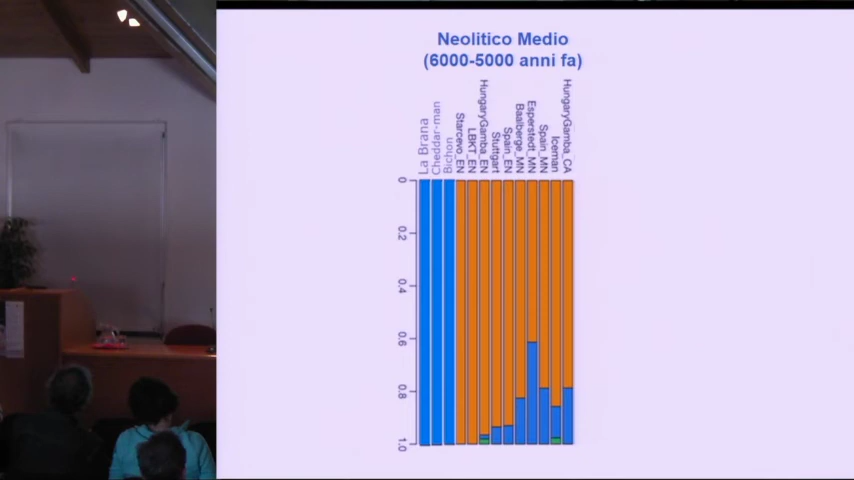 Neolitico Medio
(6000-5000 anni fa)
La Brana
Cheddar-man
Bichon
Starcevo_EN
LBKT_EN
HungaryGamba_EN
Stuttgart
Spain_EN
Baalberge_MN
Esperstedt_MN
Spain_MN
Iceman
HungaryGamba_CA
0
0.2
0.4
0.6
0.8
1.0